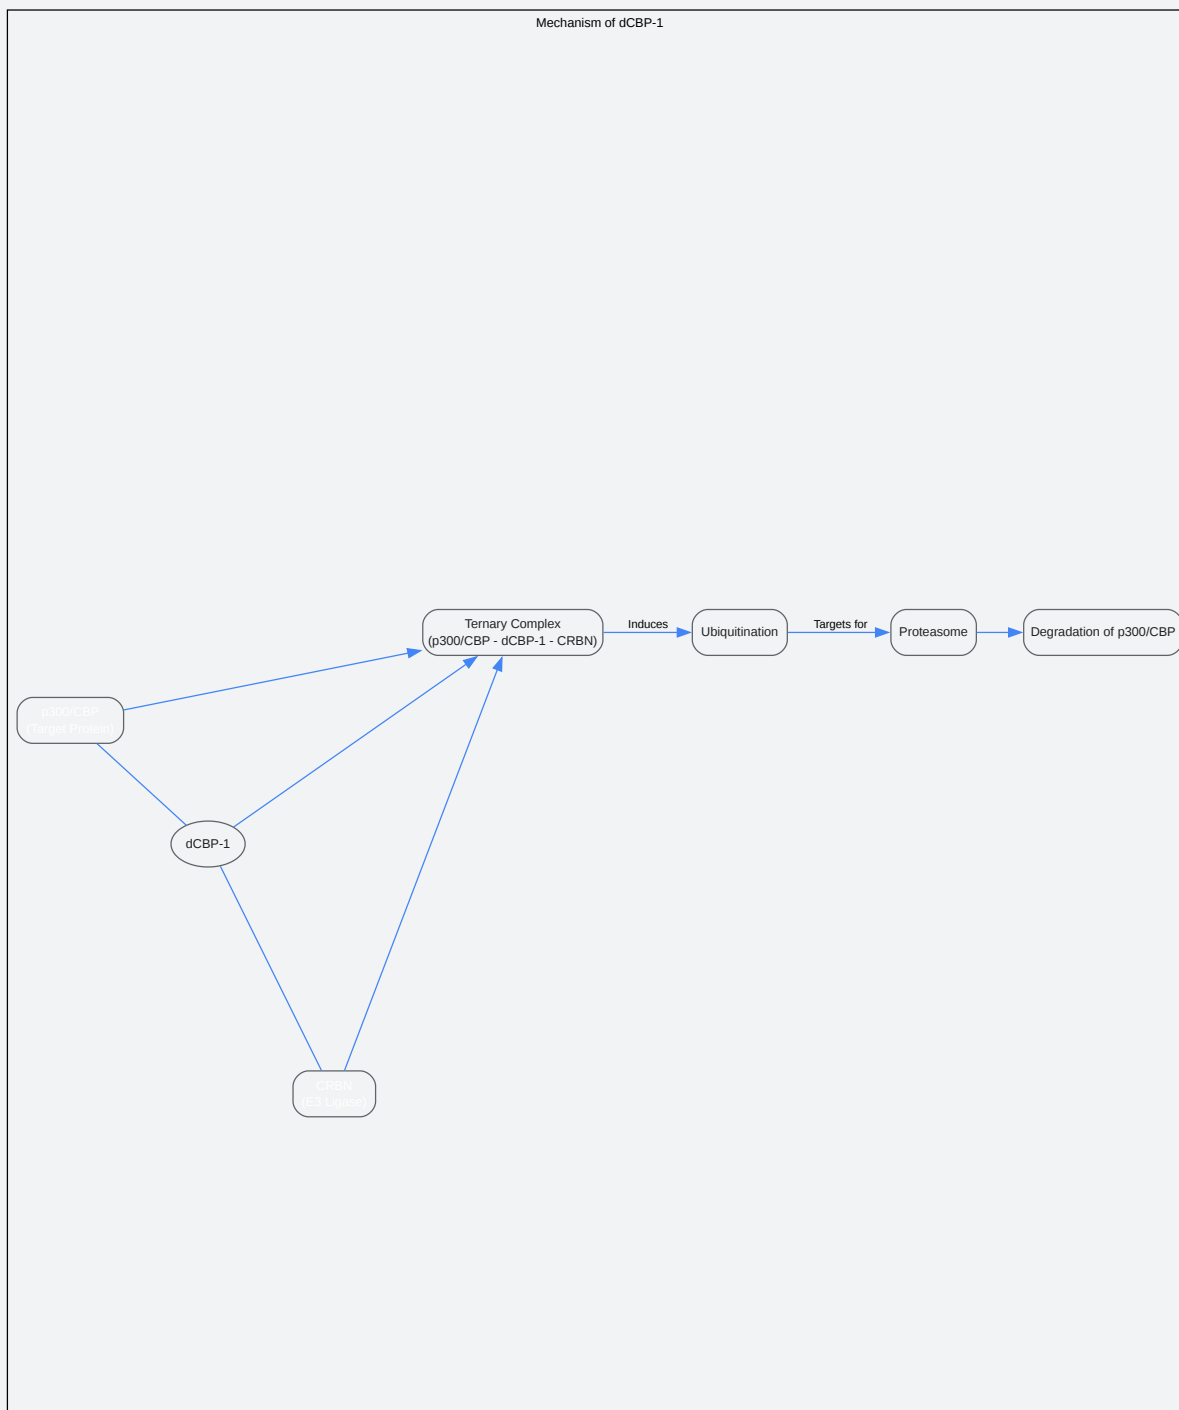 Mechanism of dCBP-1
Ternary Complex
(p300/CBP - dCBP-1 - CRBN)
Induces
Ubiquitination
Targets for
Proteasome
Degradation of p300/CBP
p300/CBP
(Target Protein)
dCBP-1
CRBN
(E3 Ligase)